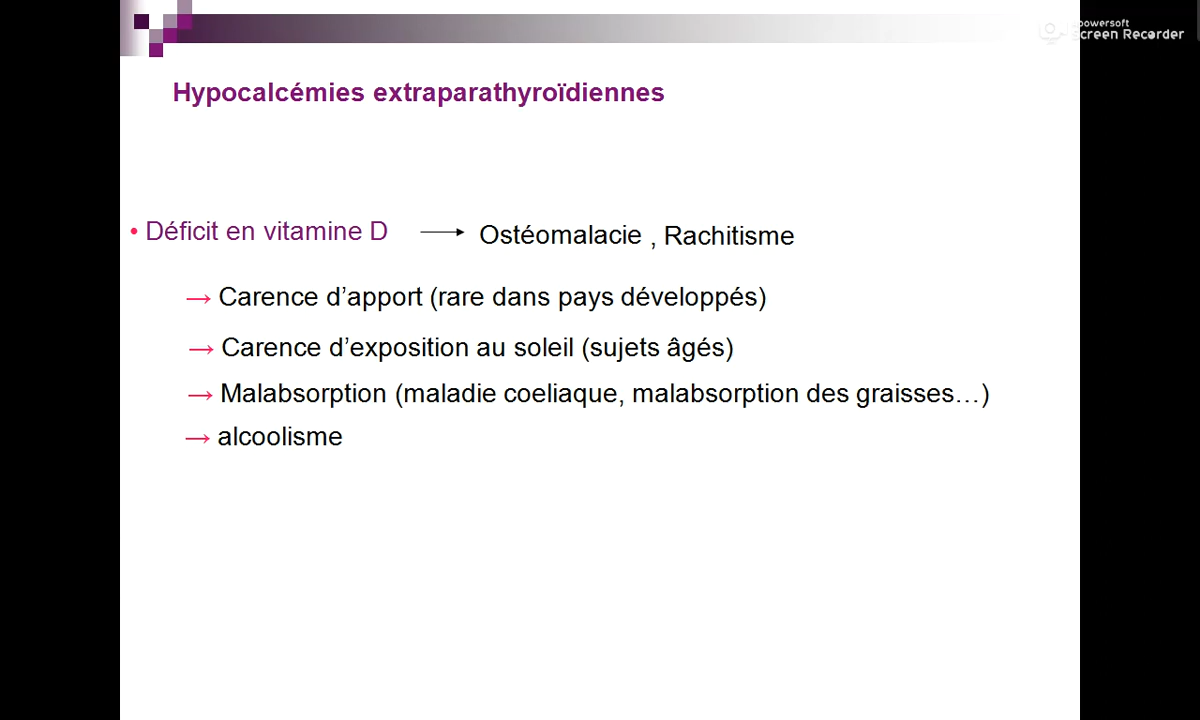 powersoft
Screen Recorder
Hypocalcémies extraparathyroïdiennes
• Déficit en vitamine D → Ostéomalacie , Rachitisme
→ Carence d’apport (rare dans pays développés)
→ Carence d’exposition au soleil (sujets âgés)
→ Malabsorption (maladie coeliaque, malabsorption des graisses…)
→ alcoolisme